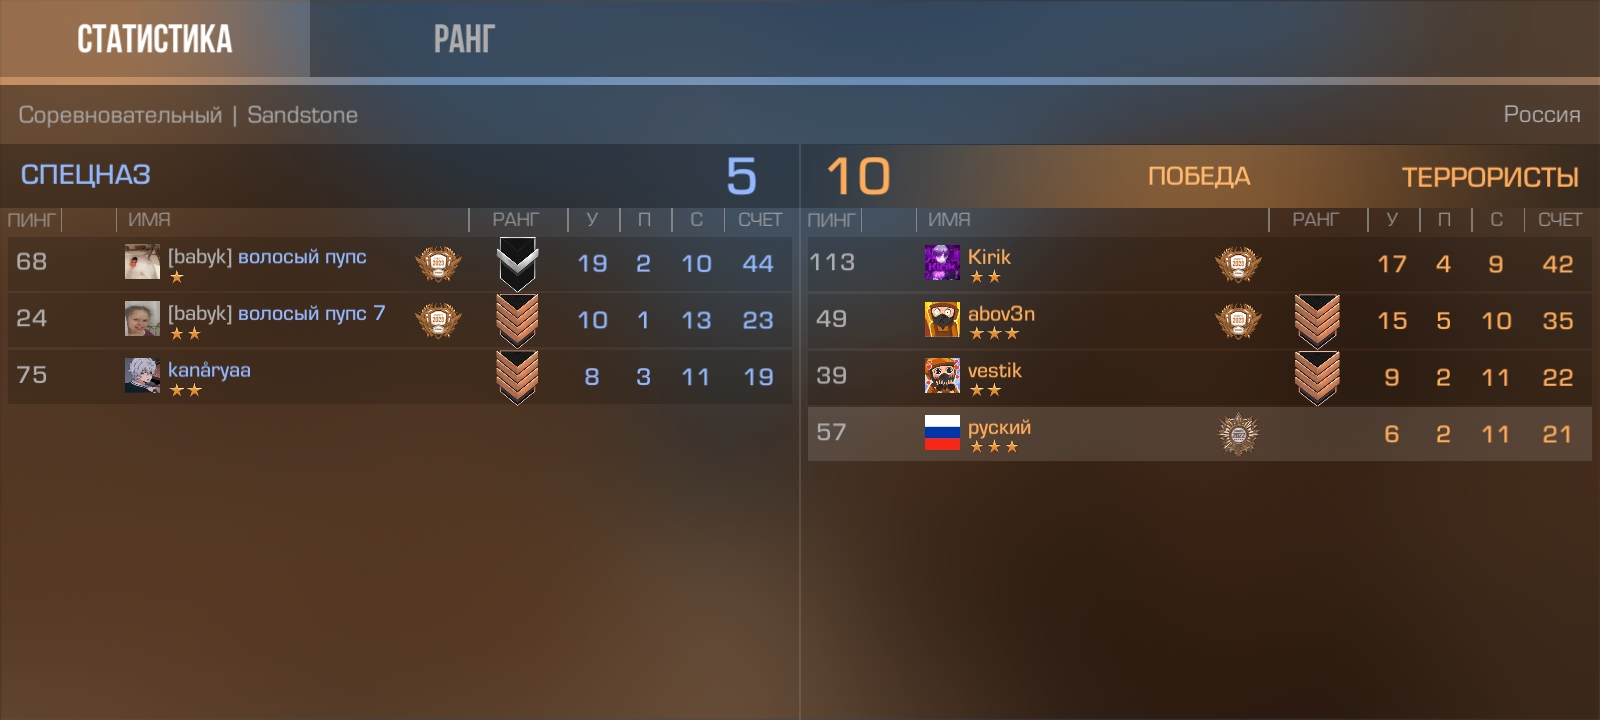 СТАТИСТИКА РАНГ
Соревновательный | Sandstone Россия
СПЕЦНАЗ 5
ПИНГ ИМЯ РАНГ У П С СЧЕТ
68 [babyk] волосый пупс 19 2 10 44
24 [babyk] волосый пупс 7 10 1 13 23
75 kanåryaa 8 3 11 19
10 ПОБЕДА ТЕРРОРИСТЫ
ПИНГ ИМЯ РАНГ У П С СЧЕТ
113 Kirik 17 4 9 42
49 abov3n 15 5 10 35
39 vestik 9 2 11 22
57 руский 6 2 11 21